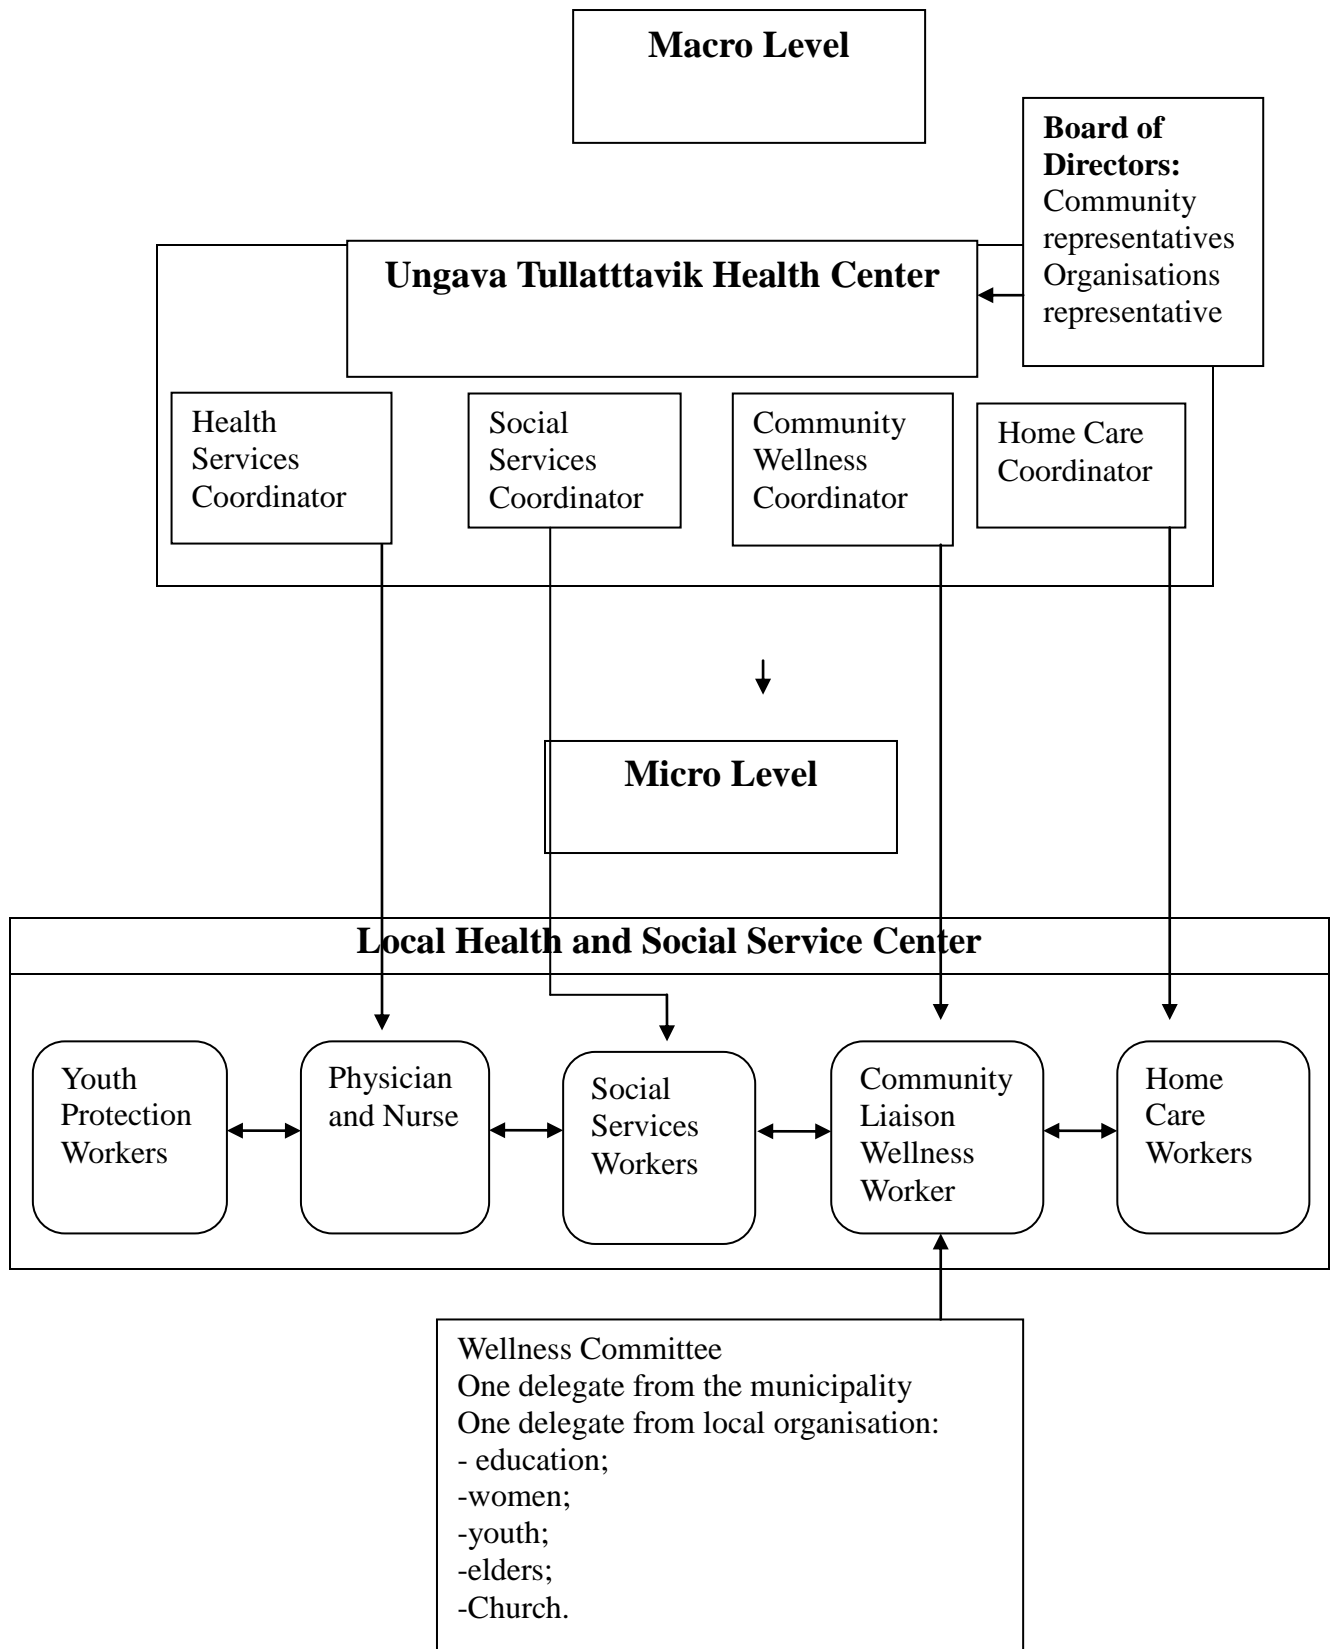 Macro Level
Board of
Directors:
Community
representatives
Organisations
representative
Ungava Tullatttavik Health Center
Health
Services
Coordinator
Social
Services
Coordinator
Community
Wellness
Coordinator
Home Care
Coordinator
Micro Level
Local Health and Social Service Center
Youth
Protection
Workers
Physician
and Nurse
Social
Services
Workers
Community
Liaison
Wellness
Worker
Home
Care
Workers
Wellness Committee
One delegate from the municipality
One delegate from local organisation:
- education;
-women;
-youth;
-elders;
-Church.